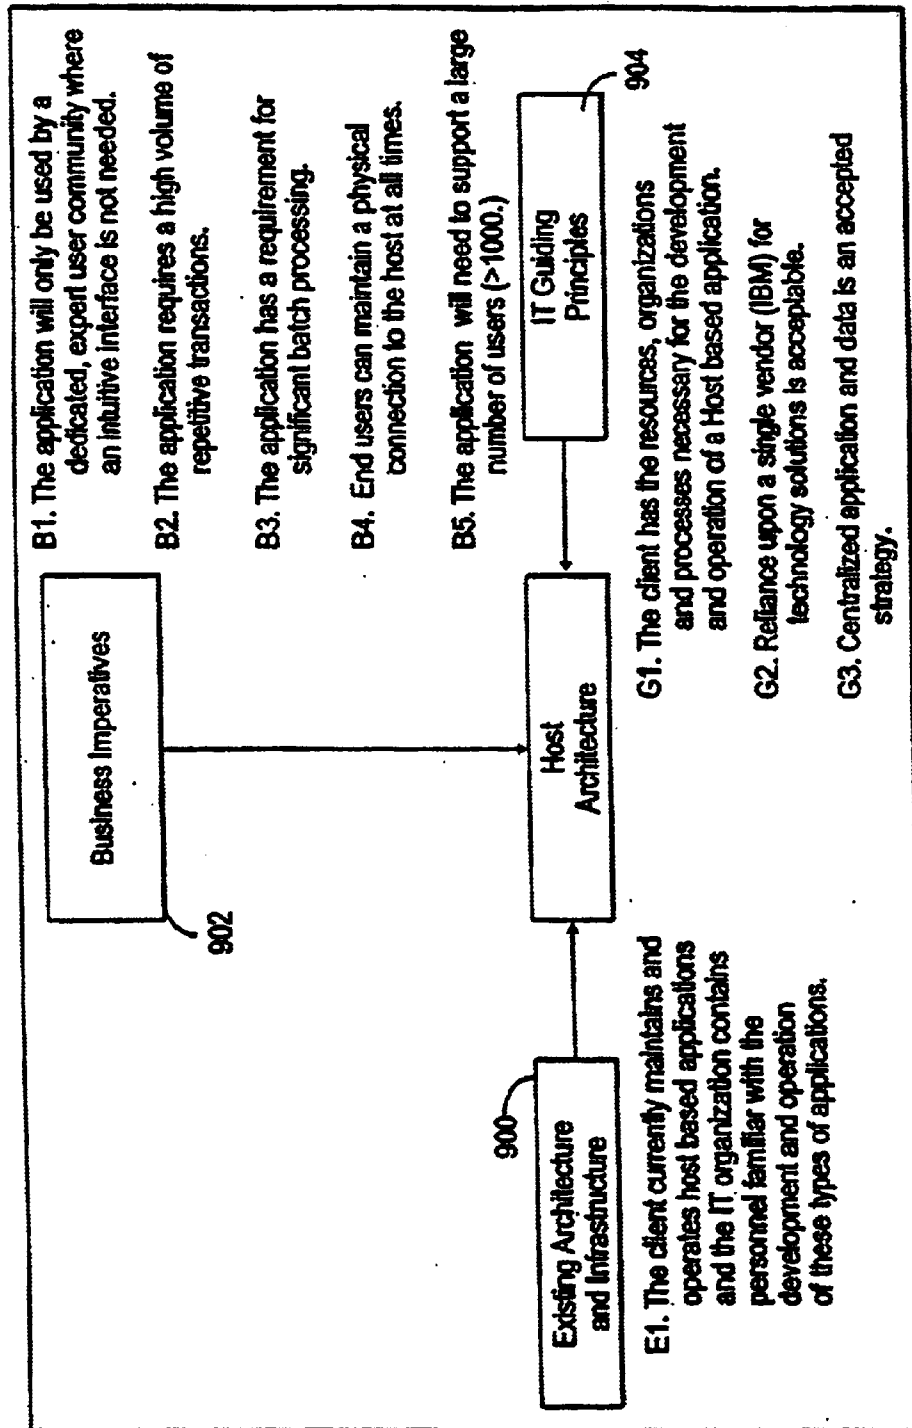 Business Imperatives
902
B1. The application will only be used by a
dedicated, expert user community where
an intuitive interface is not needed.
B2. The application requires a high volume of
repetitive transactions.
B3. The application has a requirement for
significant batch processing.
B4. End users can maintain a physical
connection to the host at all times.
B5. The application will need to support a large
number of users (>1000.)
900
Existing Architecture
and Infrastructure
Host
Architecture
IT Guiding
Principles
904
E1. The client currently maintains and
operates host based applications
and the IT organization contains
personnel familiar with the
development and operation
of these types of applications.
G1. The client has the resources, organizations
and processes necessary for the development
and operation of a Host based application.
G2. Reliance upon a single vendor (IBM) for
technology solutions is acceptable.
G3. Centralized application and data is an accepted
strategy.